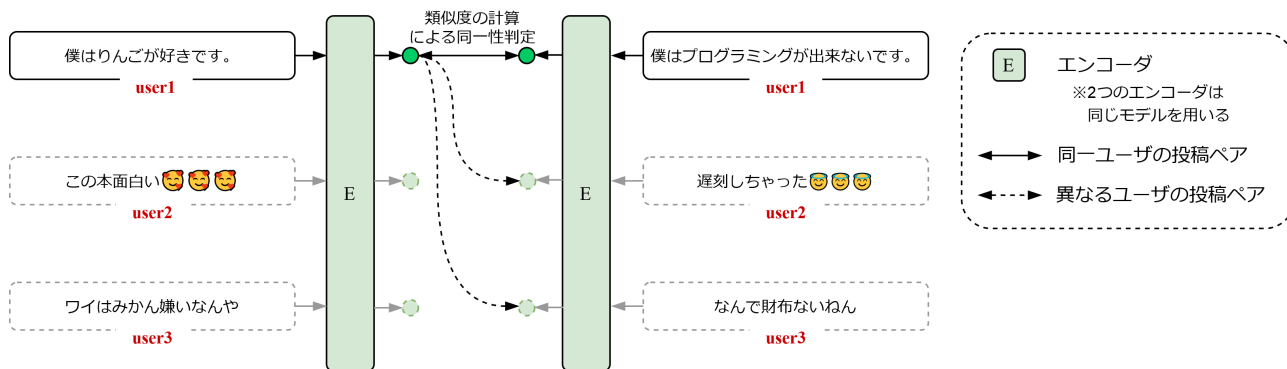 類似度の計算
による同一性判定
僕はりんごが好きです。
user1
この本面白い🥰🥰🥰
user2
ワイはみかん嫌いなんや
user3
E
E
僕はプログラミングが出来ないです。
user1
遅刻しちゃった😇😇😇
user2
なんで財布ないねん
user3
E
エンコーダ
※2つのエンコーダは
同じモデルを用いる
同一ユーザの投稿ペア
異なるユーザの投稿ペア